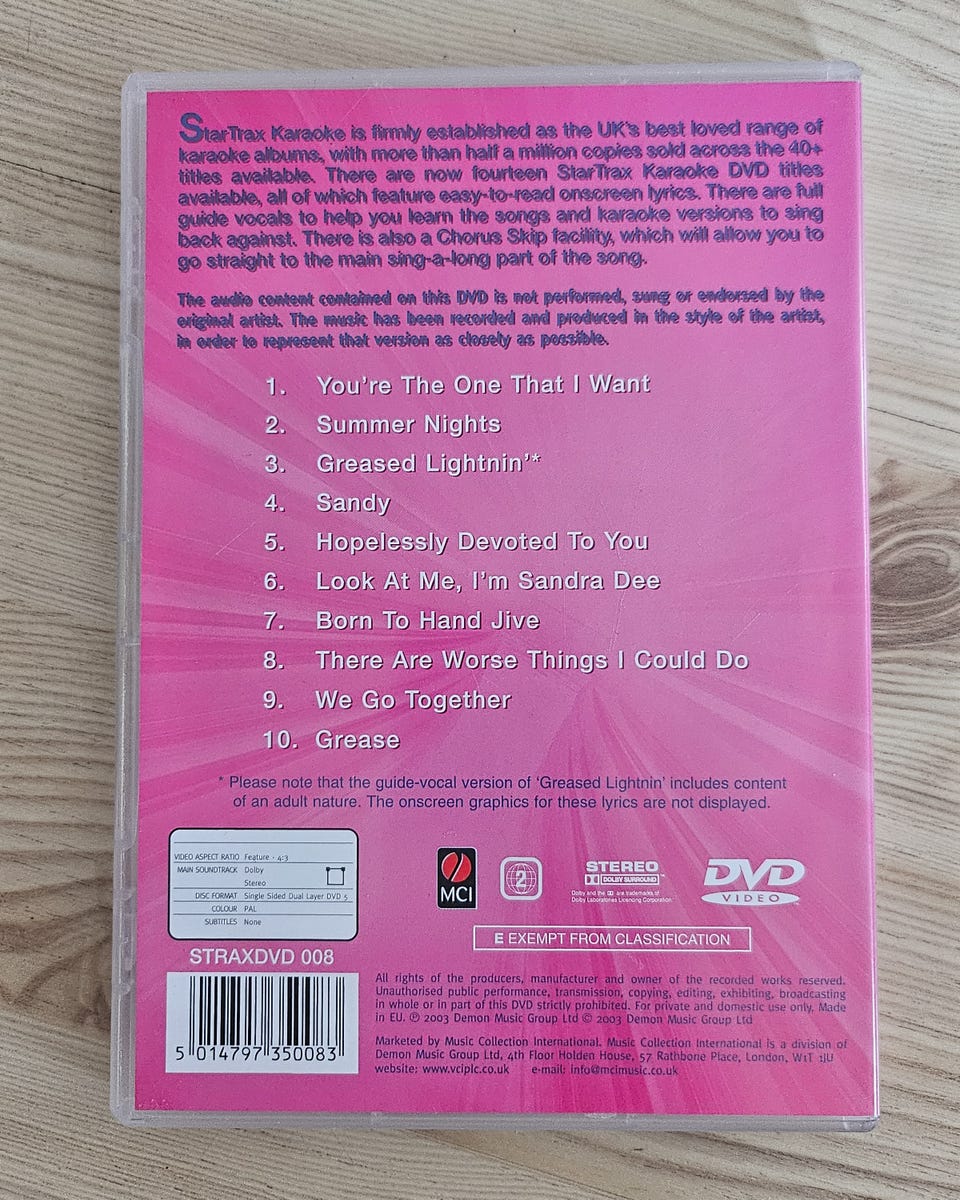 StarTrax Karaoke is firmly established as the UK's best loved range of
karaoke albums, with more than half a million copies sold across the 40+
titles available. There are now fourteen StarTrax Karaoke DVD titles
available, all of which feature easy-to-read onscreen lyrics. There are full
guide vocals to help you learn the songs and karaoke versions to sing
back against. There is also a Chorus Skip facility, which will allow you to
go straight to the main sing-a-long part of the song.
The audio content contained on this DVD is not performed, sung or endorsed by the
original artist. The music has been recorded and produced in the style of the artist,
in order to represent that version as closely as possible.
1. You're The One That I Want
2. Summer Nights
3. Greased Lightnin'*
4. Sandy
5. Hopelessly Devoted To You
6. Look At Me, I'm Sandra Dee
7. Born To Hand Jive
8. There Are Worse Things I Could Do
9. We Go Together
10. Grease
* Please note that the guide-vocal version of 'Greased Lightnin' includes content
of an adult nature. The onscreen graphics for these lyrics are not displayed.
VIDEO ASPECT RATIO Feature - 4:3
MAIN SOUNDTRACK Dolby
Stereo
DISC FORMAT Single Sided Dual Layer DVD 5
COLOUR PAL
SUBTITLES None
MCI
2
STEREO
DOLBY SURROUND™
Dolby and the DD are trademarks of
Dolby Laboratories Licencing Corporation
DVD
VIDEO
E EXEMPT FROM CLASSIFICATION
STRAXDVD 008
5 014797 350083
All rights of the producers, manufacturer and owner of the recorded works reserved.
Unauthorised public performance, transmission, copying, editing, exhibiting, broadcasting
in whole or in part of this DVD strictly prohibited. For private and domestic use only. Made
in EU. ℗ 2003 Demon Music Group Ltd © 2003 Demon Music Group Ltd
Marketed by Music Collection International. Music Collection International is a division of
Demon Music Group Ltd, 4th Floor Holden House, 57 Rathbone Place, London, W1T 1JU
website: www.vciplc.co.uk e-mail: info@mcimusic.co.uk